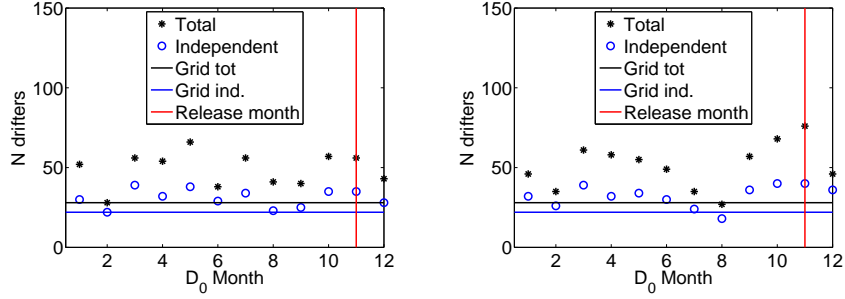 150
100
50
0
N drifters
Total
Independent
Grid tot
Grid ind.
Release month
2 4 6 8 10 12
D0 Month
150
100
50
0
N drifters
Total
Independent
Grid tot
Grid ind.
Release month
2 4 6 8 10 12
D0 Month